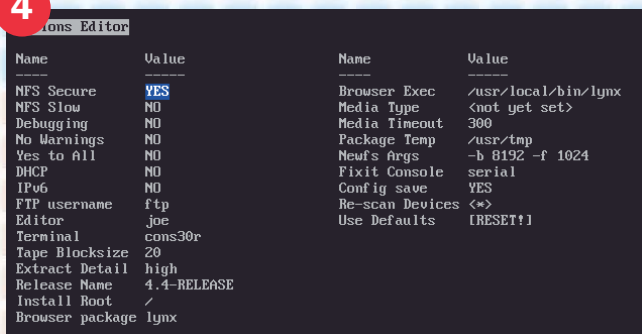 4
ions Editor
Name Value Name Value
---- ----- ---- -----
NFS Secure YES Browser Exec /usr/local/bin/lynx
NFS Slow NO Media Type <not yet set>
Debugging NO Media Timeout 300
No Warnings NO Package Temp /usr/tmp
Yes to All NO Newfs Args -b 8192 -f 1024
DHCP NO Fixit Console serial
IPv6 NO Config save YES
FTP username ftp Re-scan Devices <*>
Editor joe Use Defaults [RESET!]
Terminal cons30r
Tape Blocksize 20
Extract Detail high
Release Name 4.4-RELEASE
Install Root /
Browser package lynx